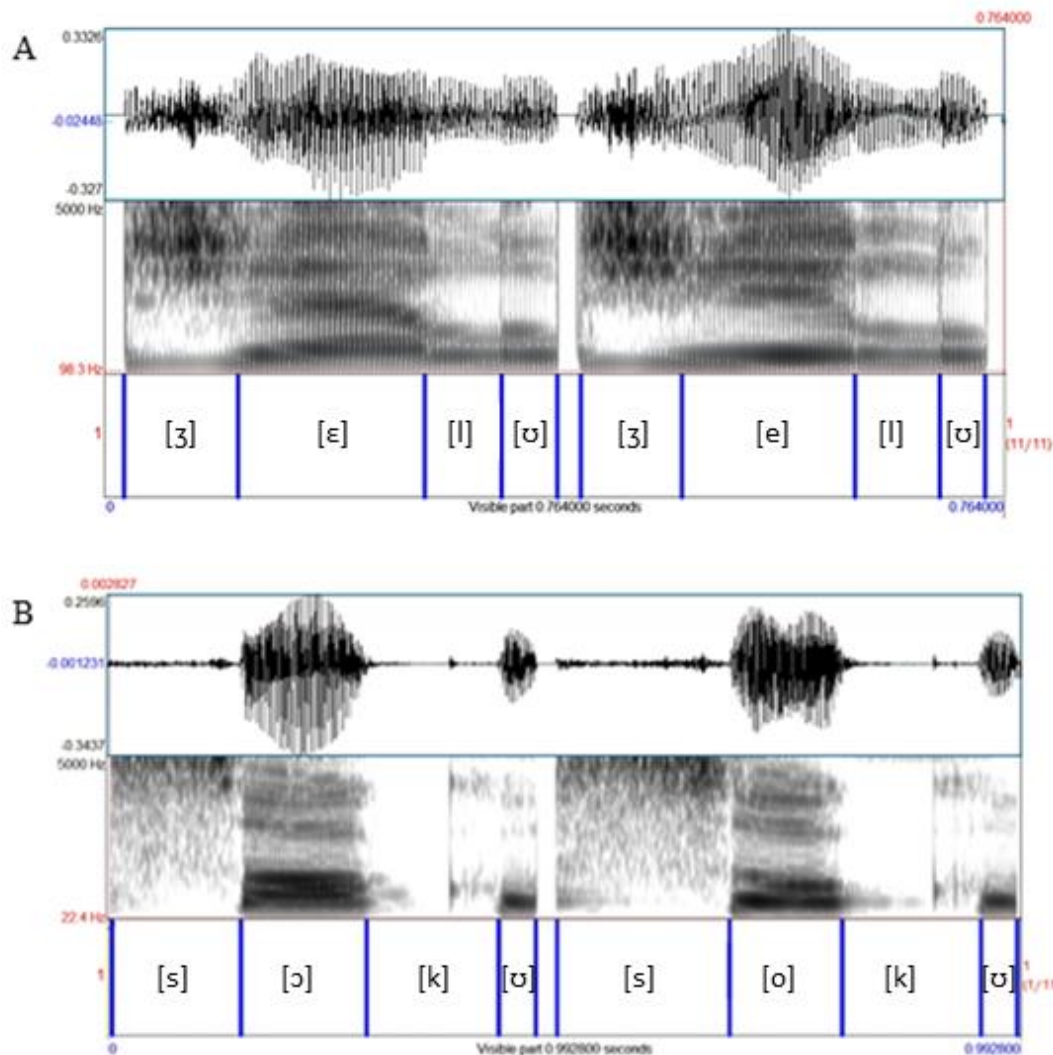 0.764000
A
0.3326
-0.02448
-0.327
5000 Hz
98.3 Hz
1
[ʒ] [ɛ] [l] [ʊ] [ʒ] [e] [l] [ʊ]
1
(11/11)
0 Visible part 0.764000 seconds 0.764000
0.002827
B
0.2596
-0.001231
-0.3437
5000 Hz
22.4 Hz
1
[s] [ɔ] [k] [ʊ] [s] [o] [k] [ʊ]
1
0 Visible part 0.992800 seconds 0.992800